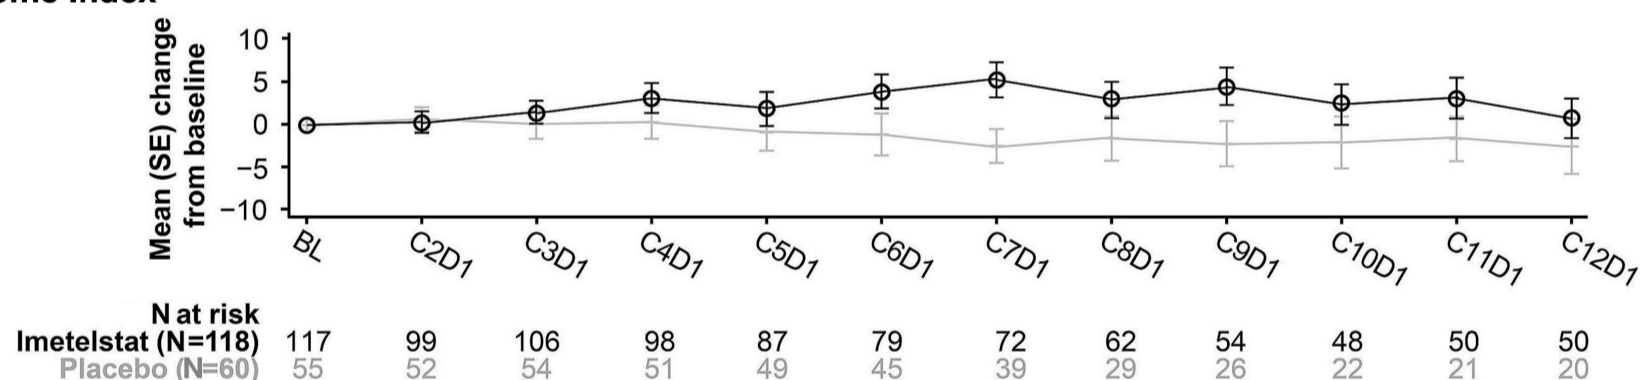 Index
Mean (SE) change
from baseline
10
5
0
−5
−10
BL C2D1 C3D1 C4D1 C5D1 C6D1 C7D1 C8D1 C9D1 C10D1 C11D1 C12D1
N at risk
Imetelstat (N=118) 117 99 106 98 87 79 72 62 54 48 50 50
Placebo (N=60) 55 52 54 51 49 45 39 29 26 22 21 20